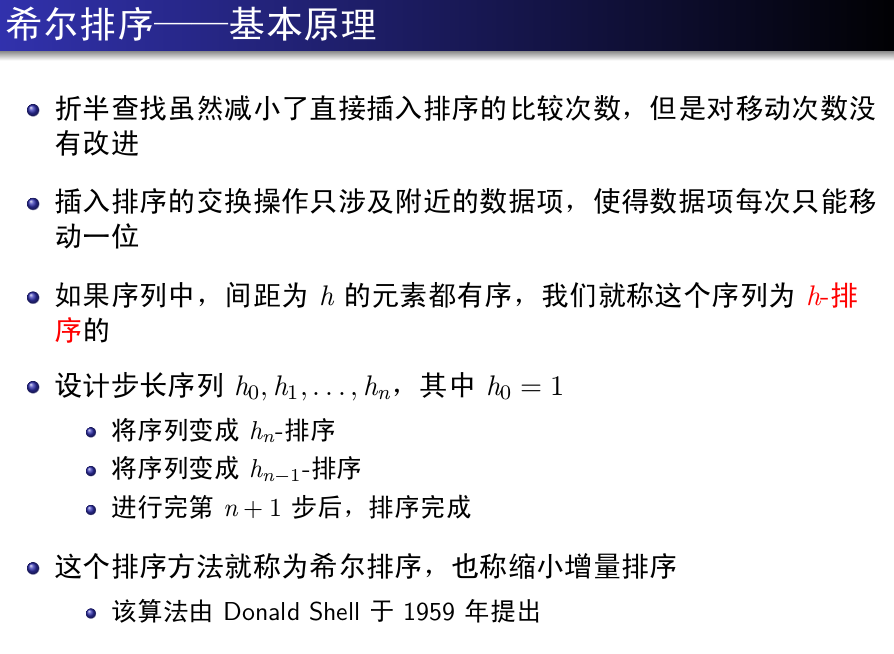 希尔排序——基本原理
折半查找虽然减小了直接插入排序的比较次数，但是对移动次数没
有改进
插入排序的交换操作只涉及附近的数据项，使得数据项每次只能移
动一位
如果序列中，间距为 h 的元素都有序，我们就称这个序列为 h-排
序的
设计步长序列 h₀, h₁, . . . , hₙ，其中 h₀ = 1
将序列变成 hₙ-排序
将序列变成 hₙ₋₁-排序
进行完第 n + 1 步后，排序完成
这个排序方法就称为希尔排序，也称缩小增量排序
该算法由 Donald Shell 于 1959 年提出